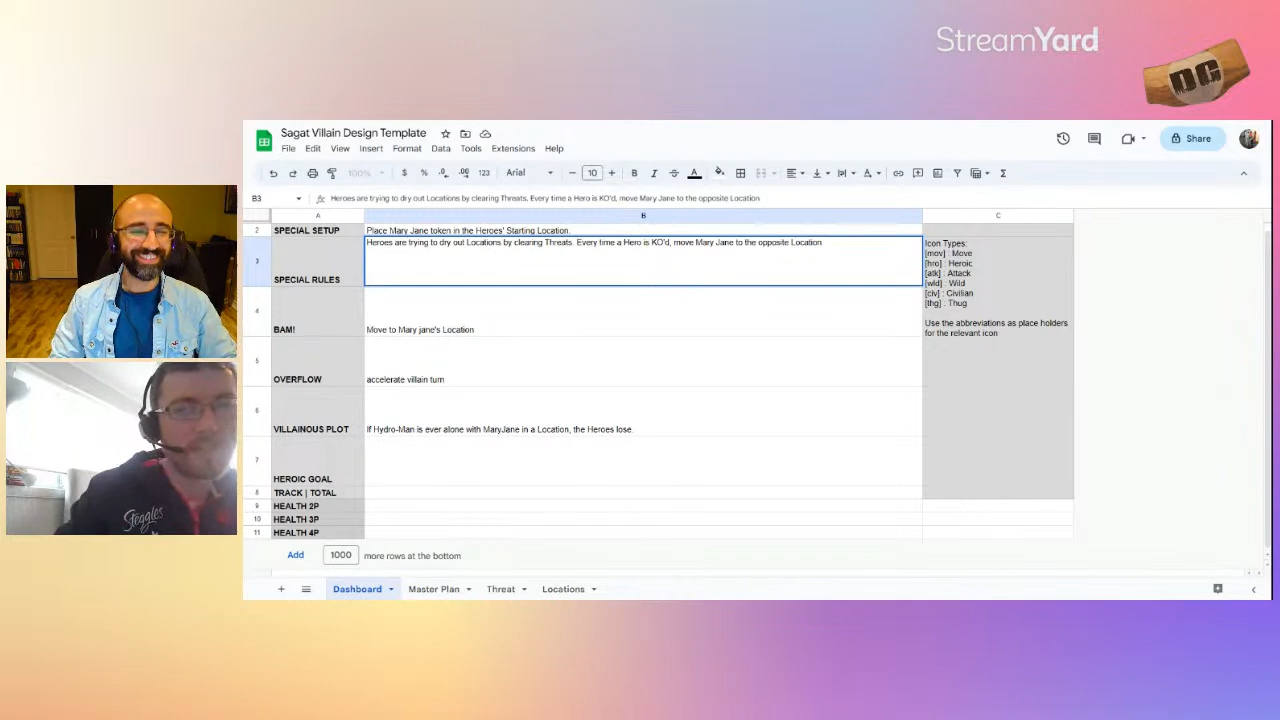 StreamYard
DG
Sagat Villain Design Template
File Edit View Insert Format Data Tools Extensions Help
Share
100% $ % .0 .00 123 Arial 10 B I A
B3 fx Heroes are trying to dry out Locations by clearing Threats. Every time a Hero is KO'd, move Mary Jane to the opposite Location
A B C
2 SPECIAL SETUP Place Mary Jane token in the Heroes' Starting Location.
Heroes are trying to dry out Locations by clearing Threats. Every time a Hero is KO'd, move Mary Jane to the opposite Location
3
SPECIAL RULES
Icon Types:
[mov] : Move
[hro] : Heroic
[atk] : Attack
[wld] : Wild
[civ] : Civilian
[thg] : Thug
Use the abbreviations as place holders
for the relevant icon
4
BAM! Move to Mary jane's Location
5
OVERFLOW accelerate villain turn
6
VILLAINOUS PLOT If Hydro-Man is ever alone with MaryJane in a Location, the Heroes lose.
7
HEROIC GOAL
8 TRACK | TOTAL
9 HEALTH 2P
10 HEALTH 3P
11 HEALTH 4P
Steggles
Add 1000 more rows at the bottom
Dashboard Master Plan Threat Locations